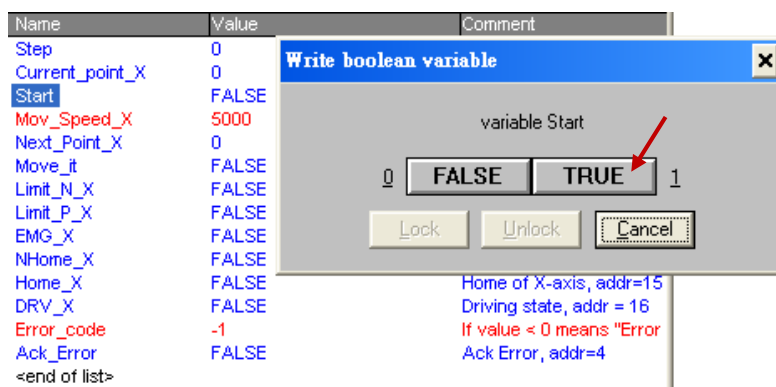 Name Value Comment
Step 0
Current_point_X 0
Start FALSE
Mov_Speed_X 5000
Next_Point_X 0
Move_it FALSE
Limit_N_X FALSE
Limit_P_X FALSE
EMG_X FALSE
NHome_X FALSE
Home_X FALSE Home of X-axis, addr=15
DRV_X FALSE Driving state, addr = 16
Error_code -1 If value < 0 means "Error
Ack_Error FALSE Ack Error, addr=4
<end of list>
Write boolean variable
variable Start
0 FALSE TRUE 1
Lock Unlock Cancel